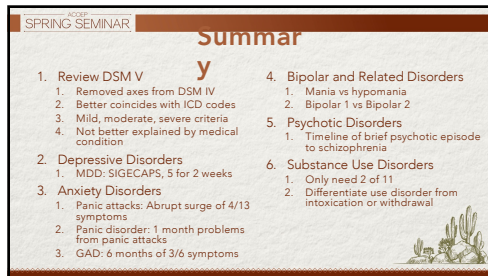 ACOEP
SPRING SEMINAR
Summar
y
1. Review DSM V
1. Removed axes from DSM IV
2. Better coincides with ICD codes
3. Mild, moderate, severe criteria
4. Not better explained by medical
condition
2. Depressive Disorders
1. MDD: SIGECAPS, 5 for 2 weeks
3. Anxiety Disorders
1. Panic attacks: Abrupt surge of 4/13
symptoms
2. Panic disorder: 1 month problems
from panic attacks
3. GAD: 6 months of 3/6 symptoms
4. Bipolar and Related Disorders
1. Mania vs hypomania
2. Bipolar 1 vs Bipolar 2
5. Psychotic Disorders
1. Timeline of brief psychotic episode
to schizophrenia
6. Substance Use Disorders
1. Only need 2 of 11
2. Differentiate use disorder from
intoxication or withdrawal